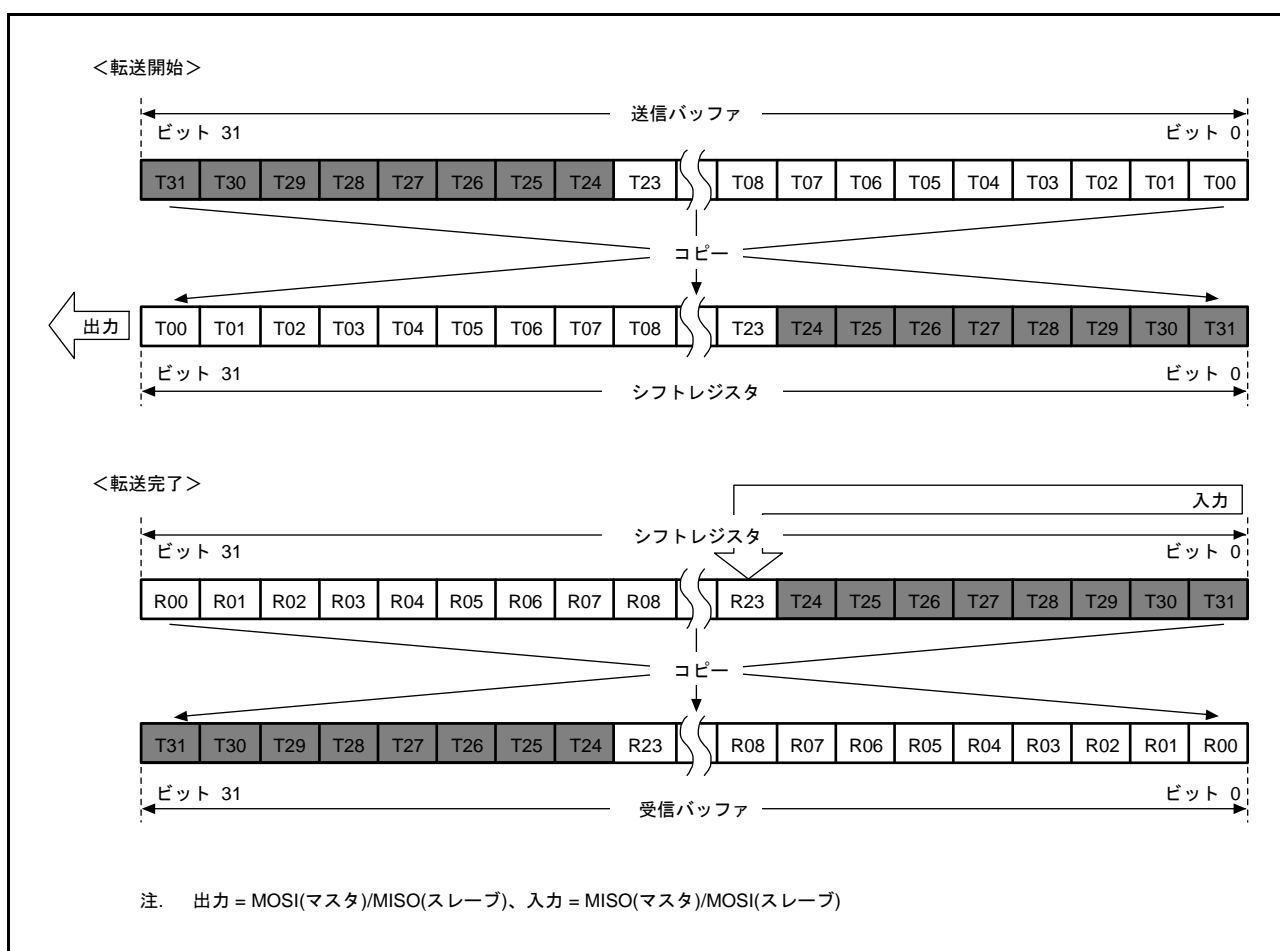 ＜転送開始＞
送信バッファ
ビット 31 ビット 0
T31 T30 T29 T28 T27 T26 T25 T24 T23 T08 T07 T06 T05 T04 T03 T02 T01 T00
コピー
出力 T00 T01 T02 T03 T04 T05 T06 T07 T08 T23 T24 T25 T26 T27 T28 T29 T30 T31
ビット 31 ビット 0
シフトレジスタ
＜転送完了＞
入力
シフトレジスタ
ビット 31 ビット 0
R00 R01 R02 R03 R04 R05 R06 R07 R08 R23 T24 T25 T26 T27 T28 T29 T30 T31
コピー
T31 T30 T29 T28 T27 T26 T25 T24 R23 R08 R07 R06 R05 R04 R03 R02 R01 R00
ビット 31 ビット 0
受信バッファ
注. 出力 = MOSI(マスタ)/MISO(スレーブ)、入力 = MISO(マスタ)/MOSI(スレーブ)